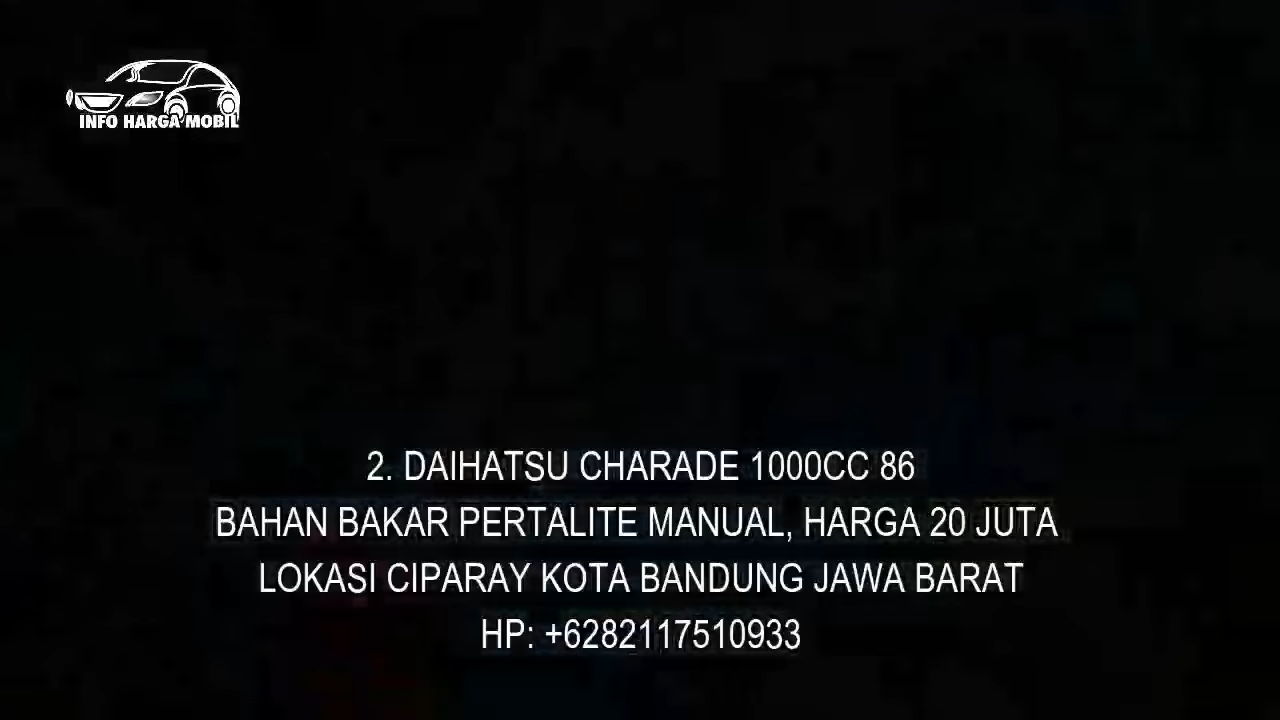 INFO HARGA MOBIL
2. DAIHATSU CHARADE 1000CC 86
BAHAN BAKAR PERTALITE MANUAL, HARGA 20 JUTA
LOKASI CIPARAY KOTA BANDUNG JAWA BARAT
HP: +6282117510933